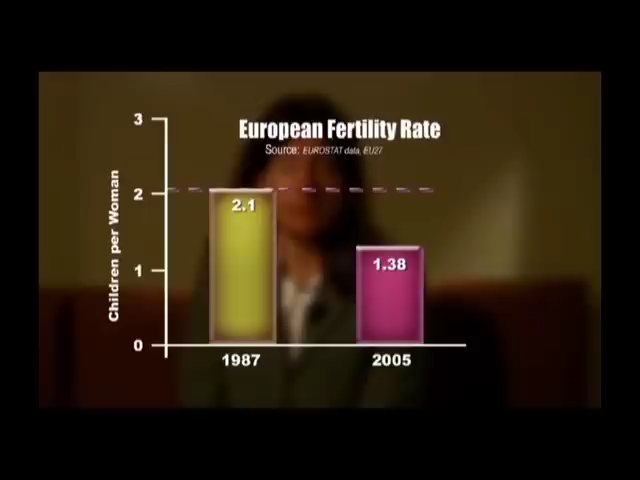 European Fertility Rate
Source: EUROSTAT data, EU27
Children per Woman
3
2
1
0
2.1
1.38
1987
2005